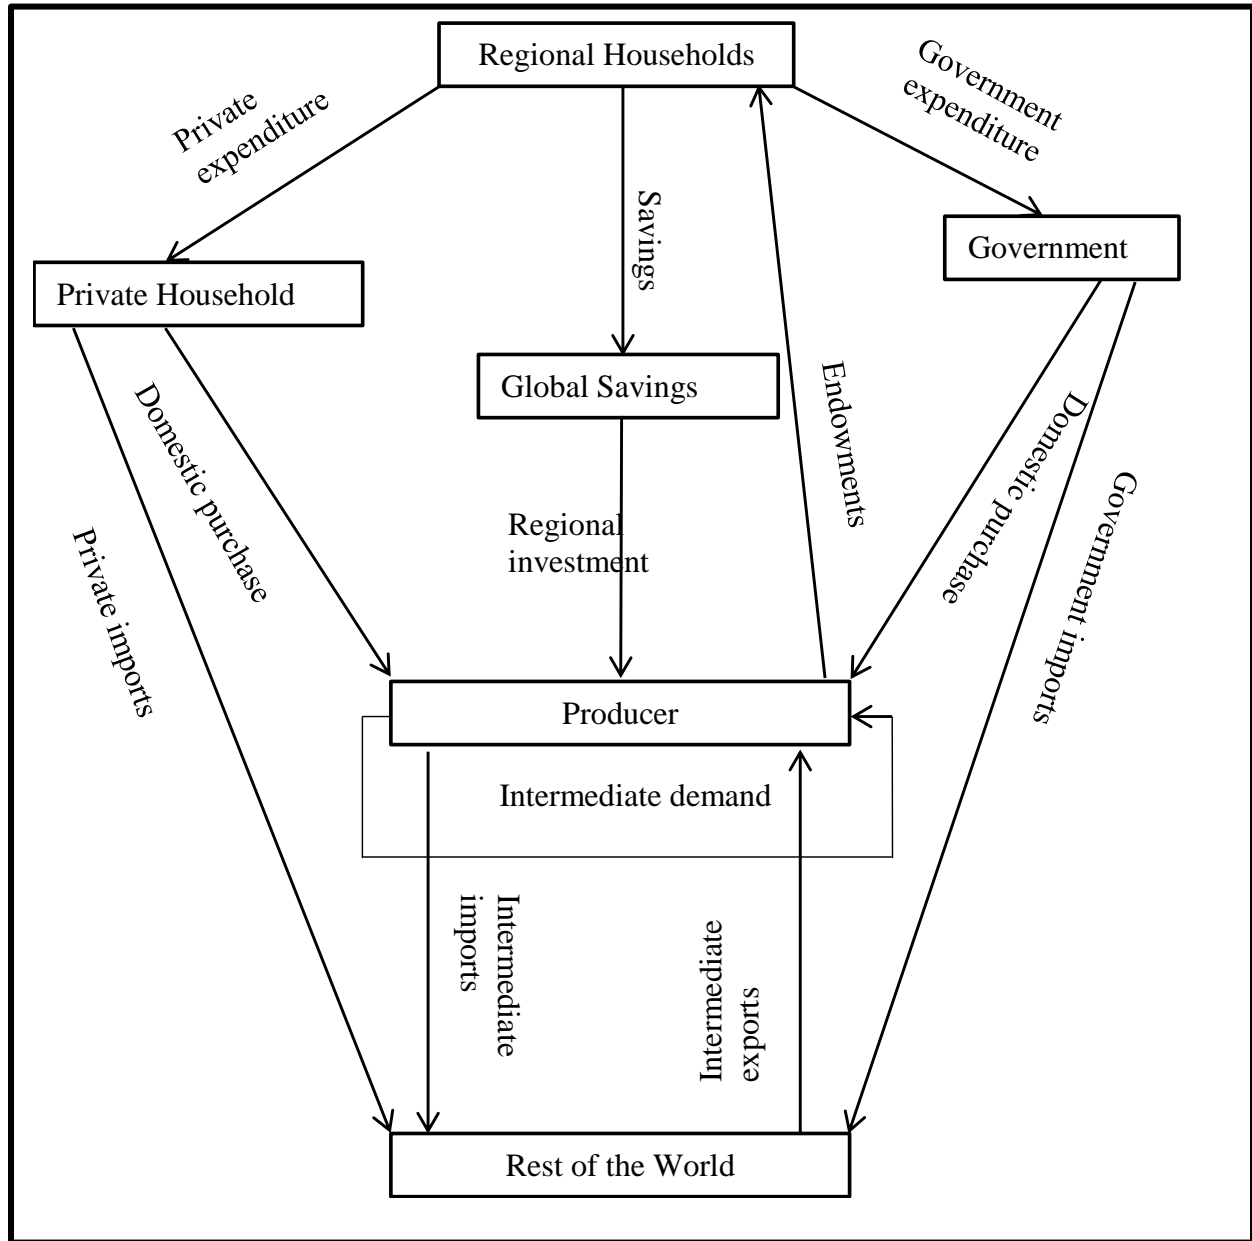 Regional Households
Private
expenditure
Government
expenditure
Savings
Government
Private Household
Global Savings
Endowments
Domestic purchase
Domestic purchase
Private imports
Government imports
Regional
investment
Producer
Intermediate demand
Intermediate
imports
Intermediate
exports
Rest of the World